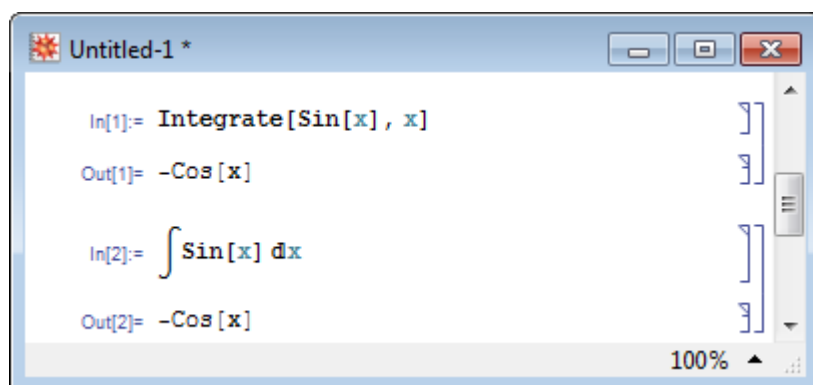 Untitled-1 *
In[1]:= Integrate[Sin[x], x]
Out[1]= -Cos[x]
In[2]:= ∫Sin[x] ⅆx
Out[2]= -Cos[x]
100%